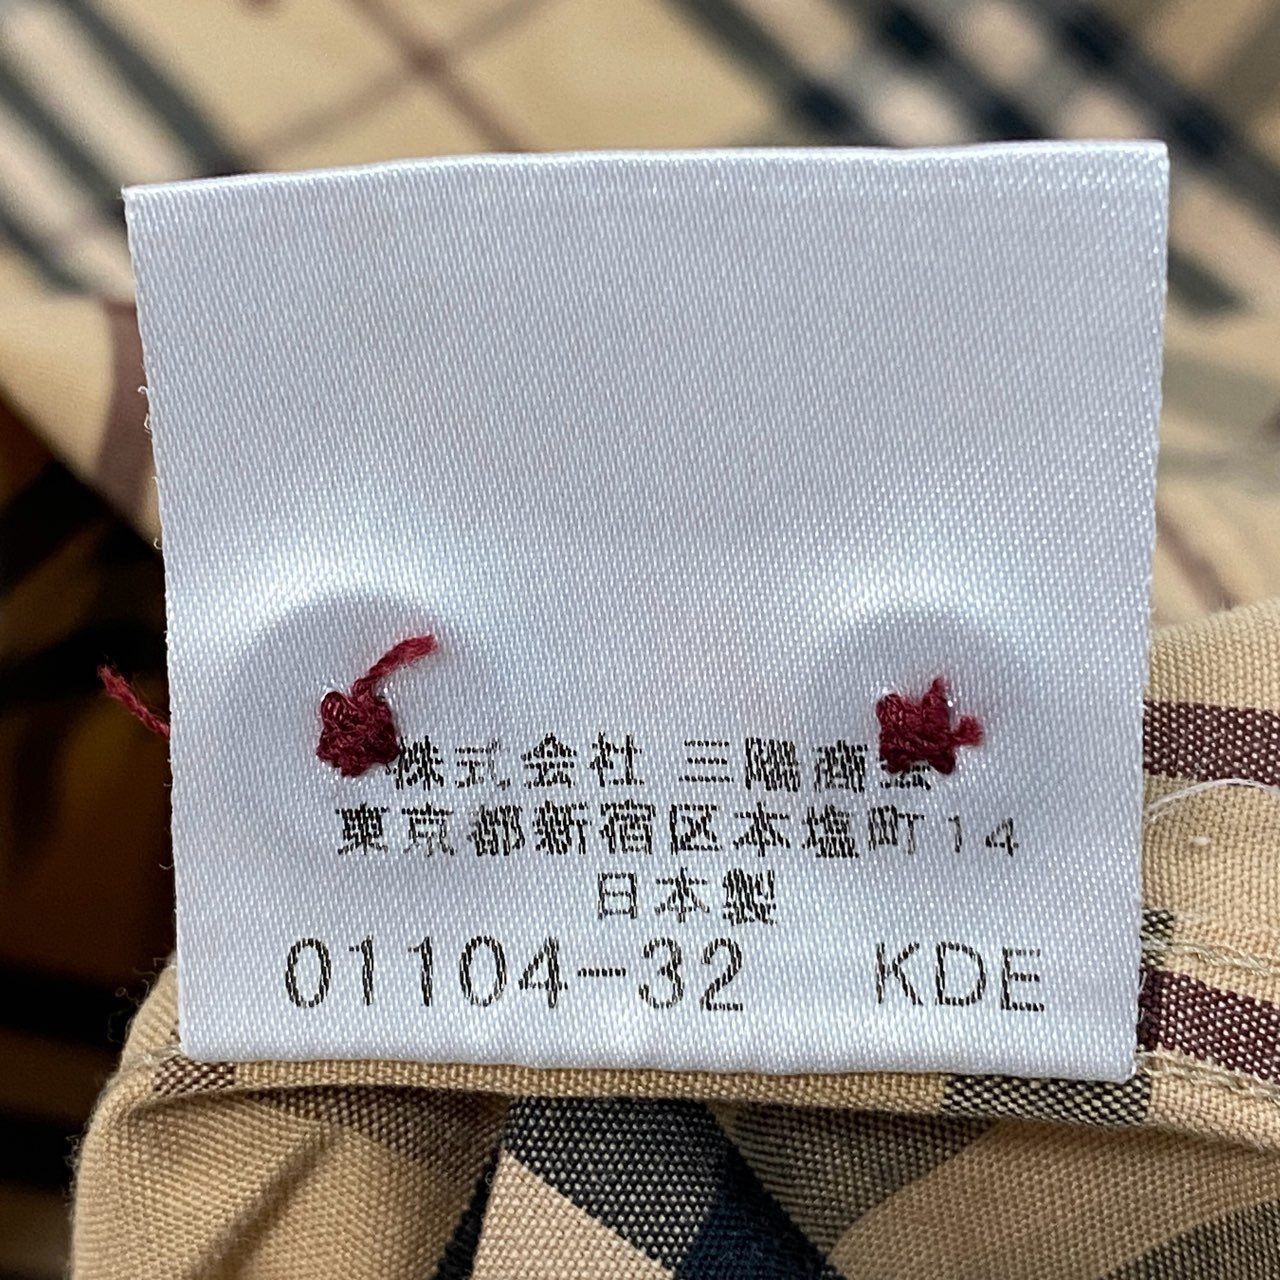 株式会社 三陽商会
東京都新宿区本塩町14
日本製
01104-32 KDE